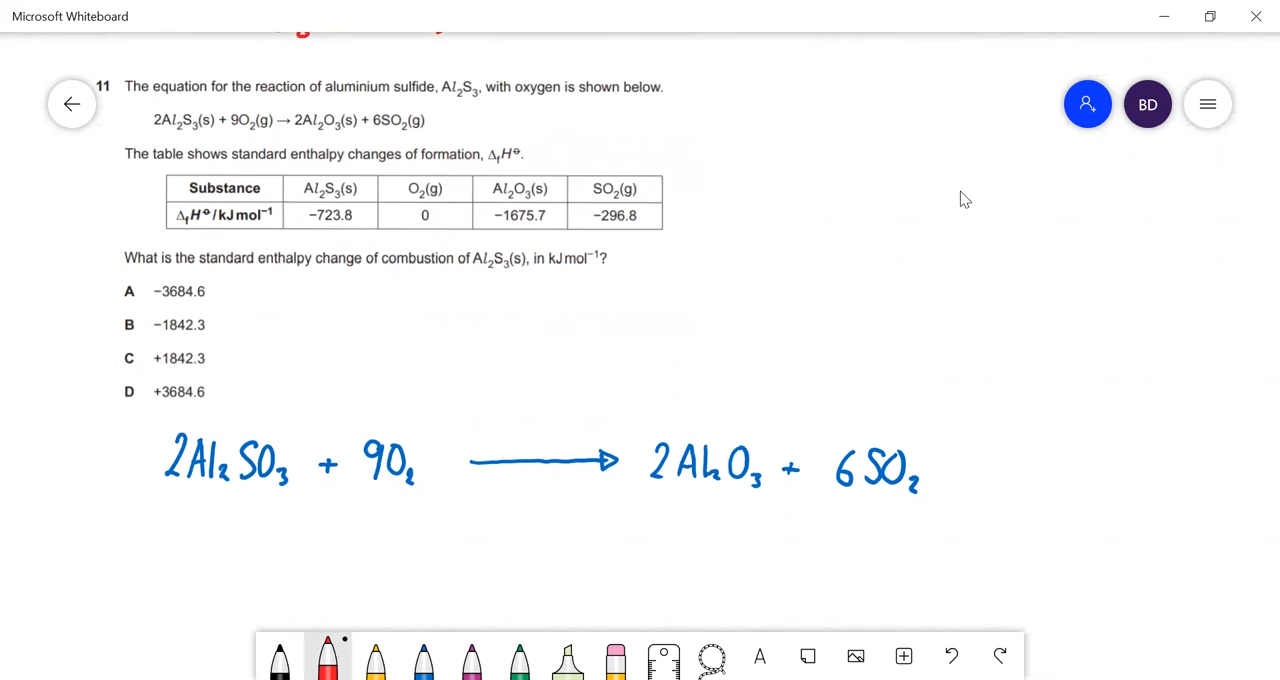 Microsoft Whiteboard
11 The equation for the reaction of aluminium sulfide, Al₂S₃, with oxygen is shown below.
BD
2Al₂S₃(s) + 9O₂(g) → 2Al₂O₃(s) + 6SO₂(g)
The table shows standard enthalpy changes of formation, ΔfH⦵.
Substance Al₂S₃(s) O₂(g) Al₂O₃(s) SO₂(g)
ΔfH⦵/kJ mol⁻¹ −723.8 0 −1675.7 −296.8
What is the standard enthalpy change of combustion of Al₂S₃(s), in kJ mol⁻¹?
A −3684.6
B −1842.3
C +1842.3
D +3684.6
2Al₂SO₃ + 9O₂ → 2Al₂O₃ + 6SO₂
A